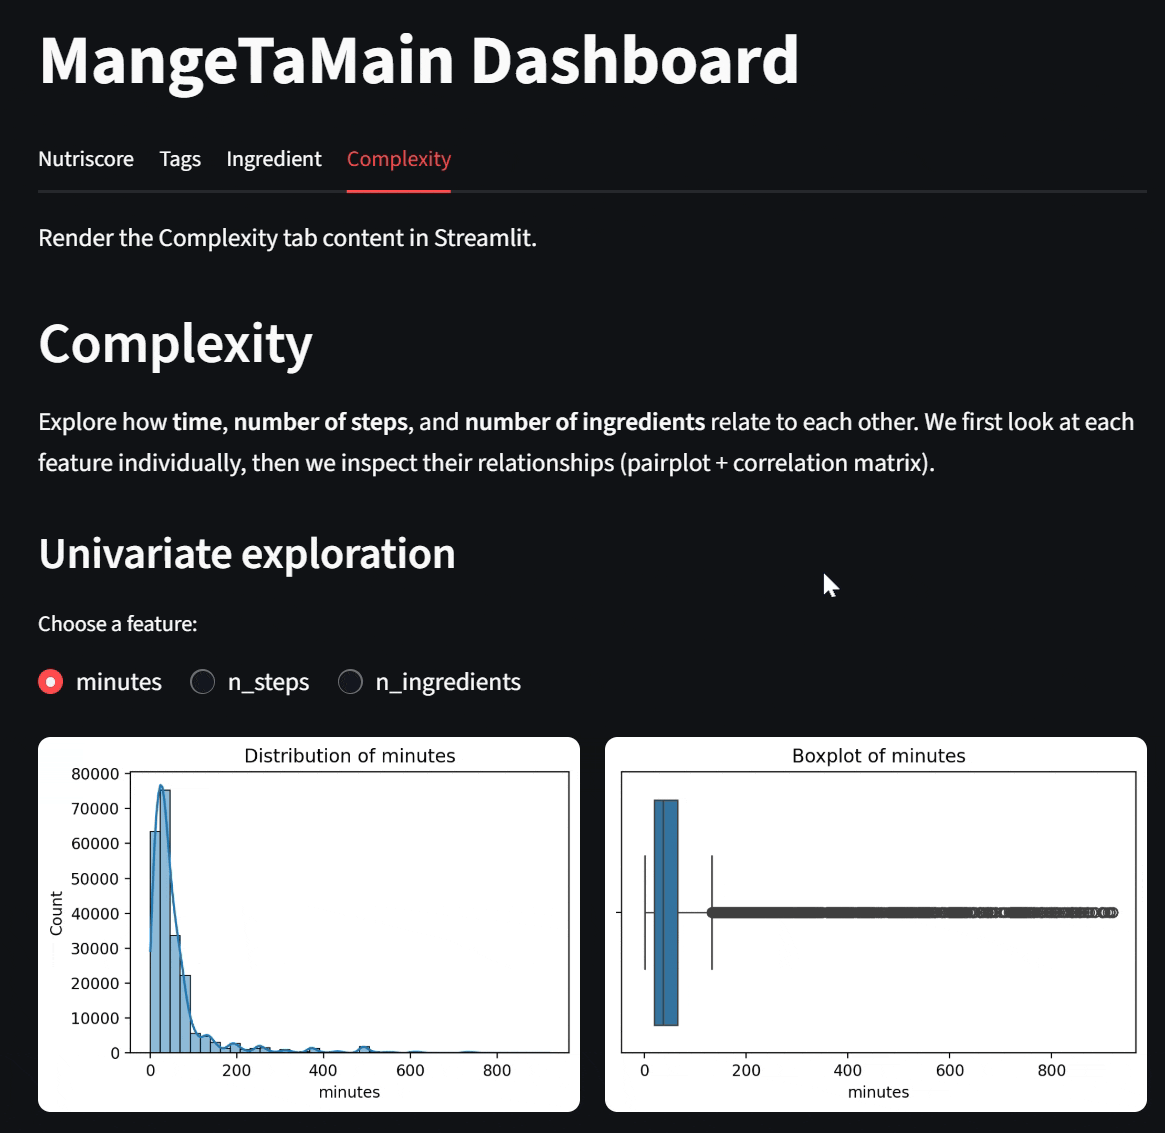 MangeTaMain Dashboard
Nutriscore Tags Ingredient Complexity
Render the Complexity tab content in Streamlit.
Complexity
Explore how time, number of steps, and number of ingredients relate to each other. We first look at each
feature individually, then we inspect their relationships (pairplot + correlation matrix).
Univariate exploration
Choose a feature:
minutes n_steps n_ingredients
Distribution of minutes
80000
70000
60000
50000
40000
30000
20000
10000
0
Count
0 200 400 600 800
minutes
Boxplot of minutes
0 200 400 600 800
minutes